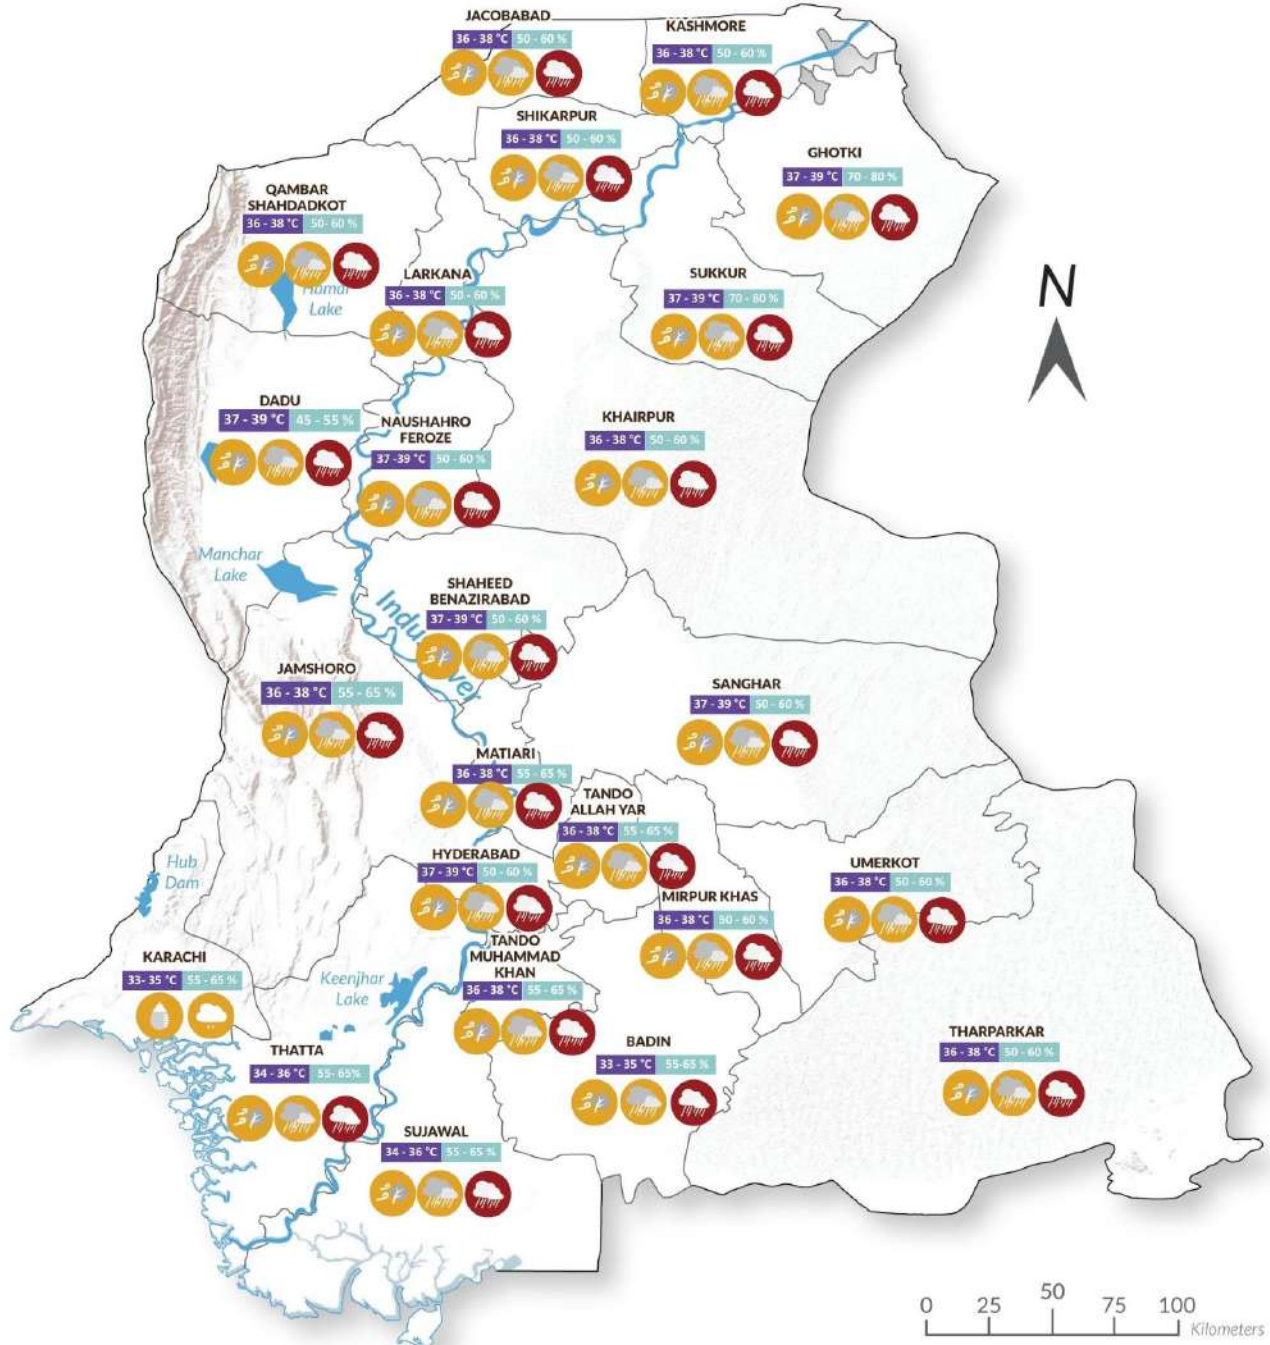 JACOBABAD
36 - 38 °C 50 - 60 %
KASHMORE
36 - 38 °C 50 - 60 %
SHIKARPUR
36 - 38 °C 50 - 60 %
GHOTKI
37 - 39 °C 70 - 80 %
QAMBAR
SHAHDADKOT
36 - 38 °C 50- 60 %
Hamal
Lake
LARKANA
36 - 38 °C 50 - 60 %
SUKKUR
37 - 39 °C 70 - 80 %
N
DADU
37 - 39 °C 45 - 55 %
NAUSHAHRO
FEROZE
37 -39 °C 50 - 60 %
KHAIRPUR
36 - 38 °C 50 - 60 %
Manchar
Lake
SHAHEED
BENAZIRABAD
37 - 39 °C 50 - 60 %
Indus River
JAMSHORO
36 - 38 °C 55 - 65 %
SANGHAR
37 - 39 °C 50 - 60 %
MATIARI
36 - 38 °C 55 - 65 %
TANDO
ALLAH YAR
36 - 38 °C 55 - 65 %
HYDERABAD
37 - 39 °C 50 - 60 %
UMERKOT
36 - 38 °C 50 - 60 %
Hub
Dam
MIRPUR KHAS
36 - 38 °C 50 - 60 %
KARACHI
33- 35 °C 55 - 65 %
Keenjhar
Lake
TANDO
MUHAMMAD
KHAN
36 - 38 °C 55 - 65 %
THATTA
34 - 36 °C 55- 65%
BADIN
33 - 35 °C 55-65 %
THARPARKAR
36 - 38 °C 50 - 60 %
SUJAWAL
34 - 36 °C 55 - 65 %
0 25 50 75 100
Kilometers